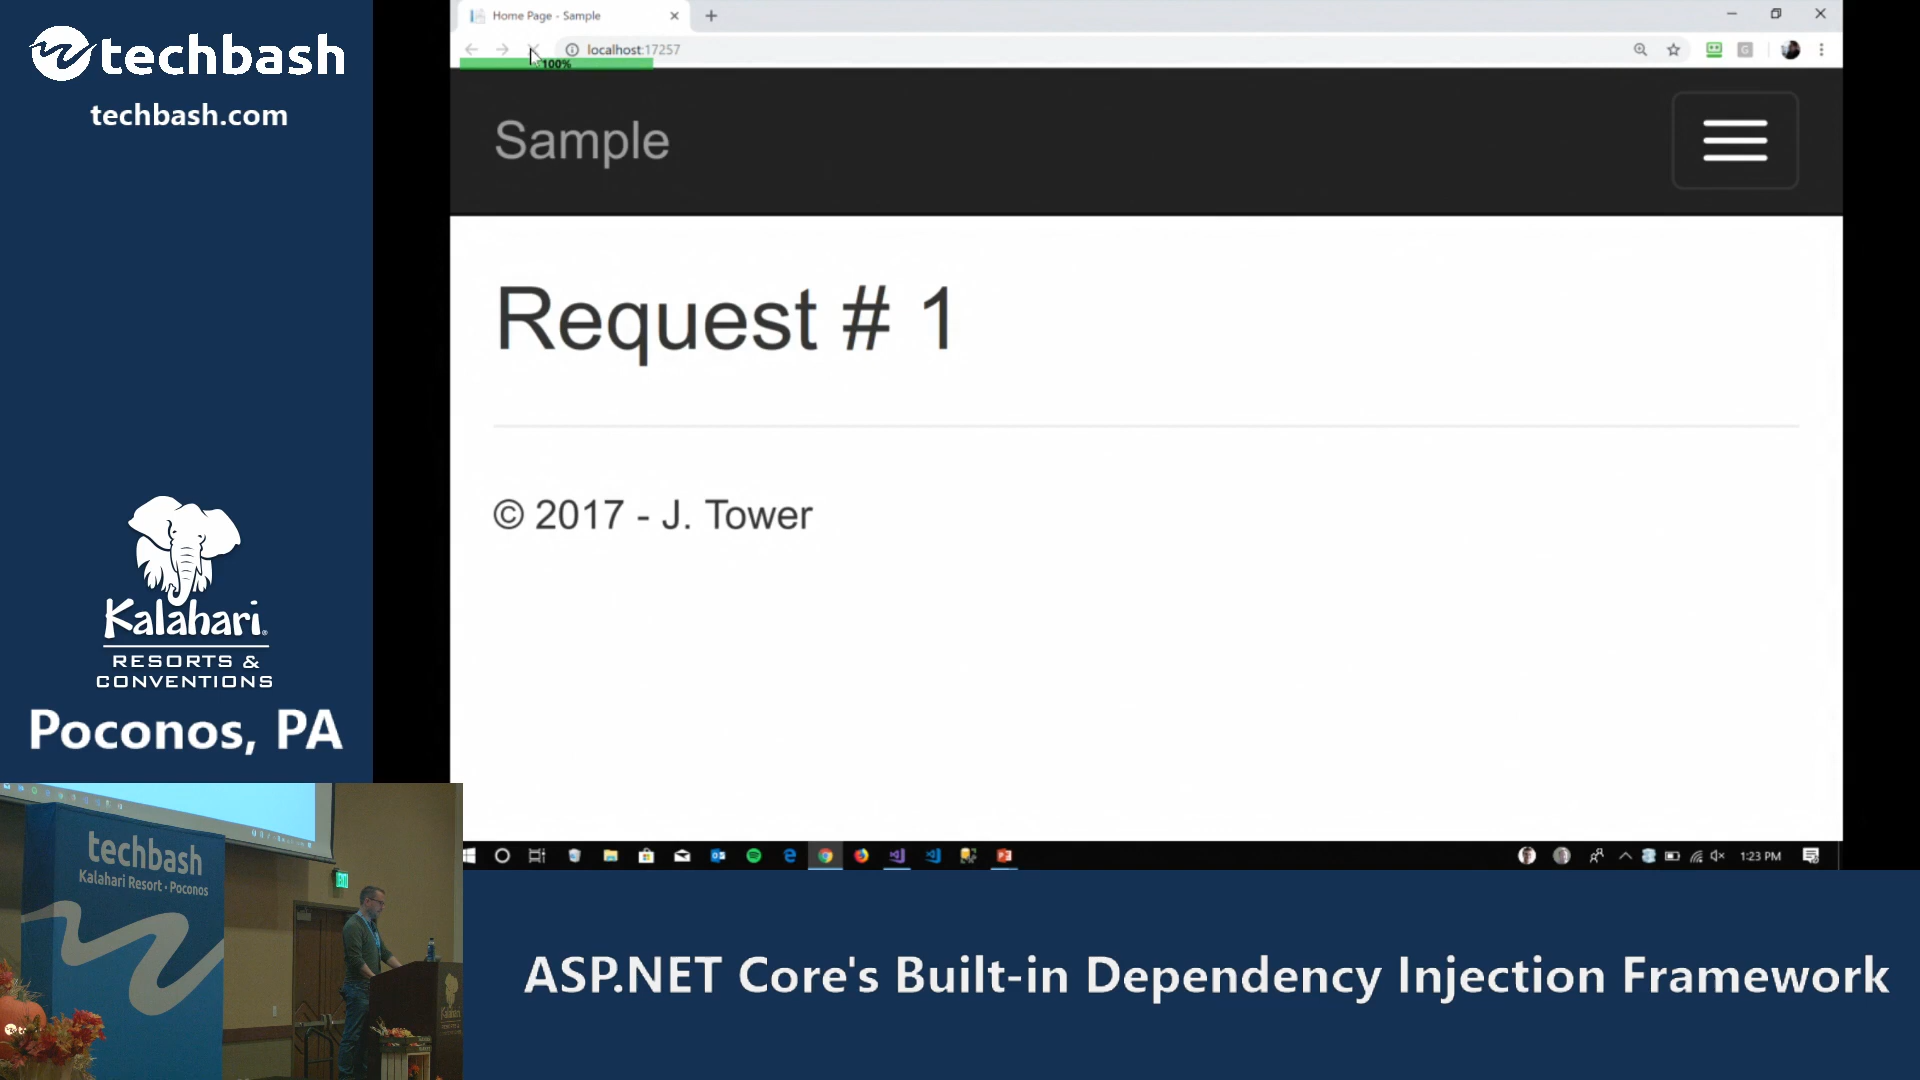 techbash
techbash.com
Kalahari
RESORTS &
CONVENTIONS
Poconos, PA
Home Page - Sample
localhost:17257
100%
Sample
Request # 1
© 2017 - J. Tower
1:23 PM
techbash
Kalahari Resort • Poconos
EXIT
ASP.NET Core's Built-in Dependency Injection Framework